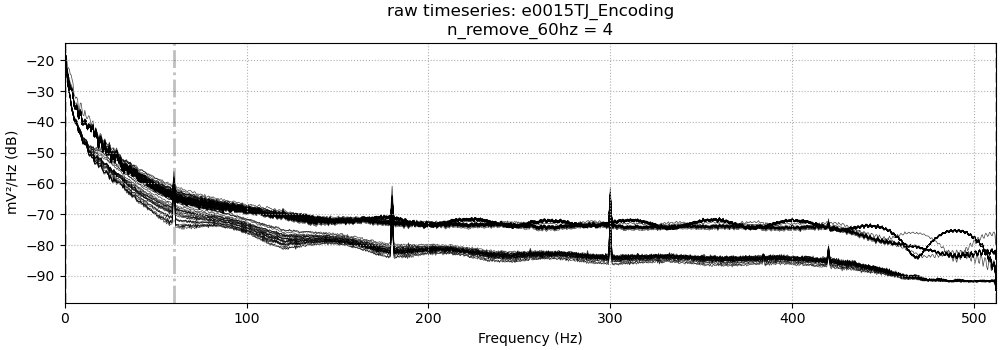 raw timeseries: e0015TJ_Encoding
n_remove_60hz = 4
mV²/Hz (dB)
−20
−30
−40
−50
−60
−70
−80
−90
0 100 200 300 400 500
Frequency (Hz)